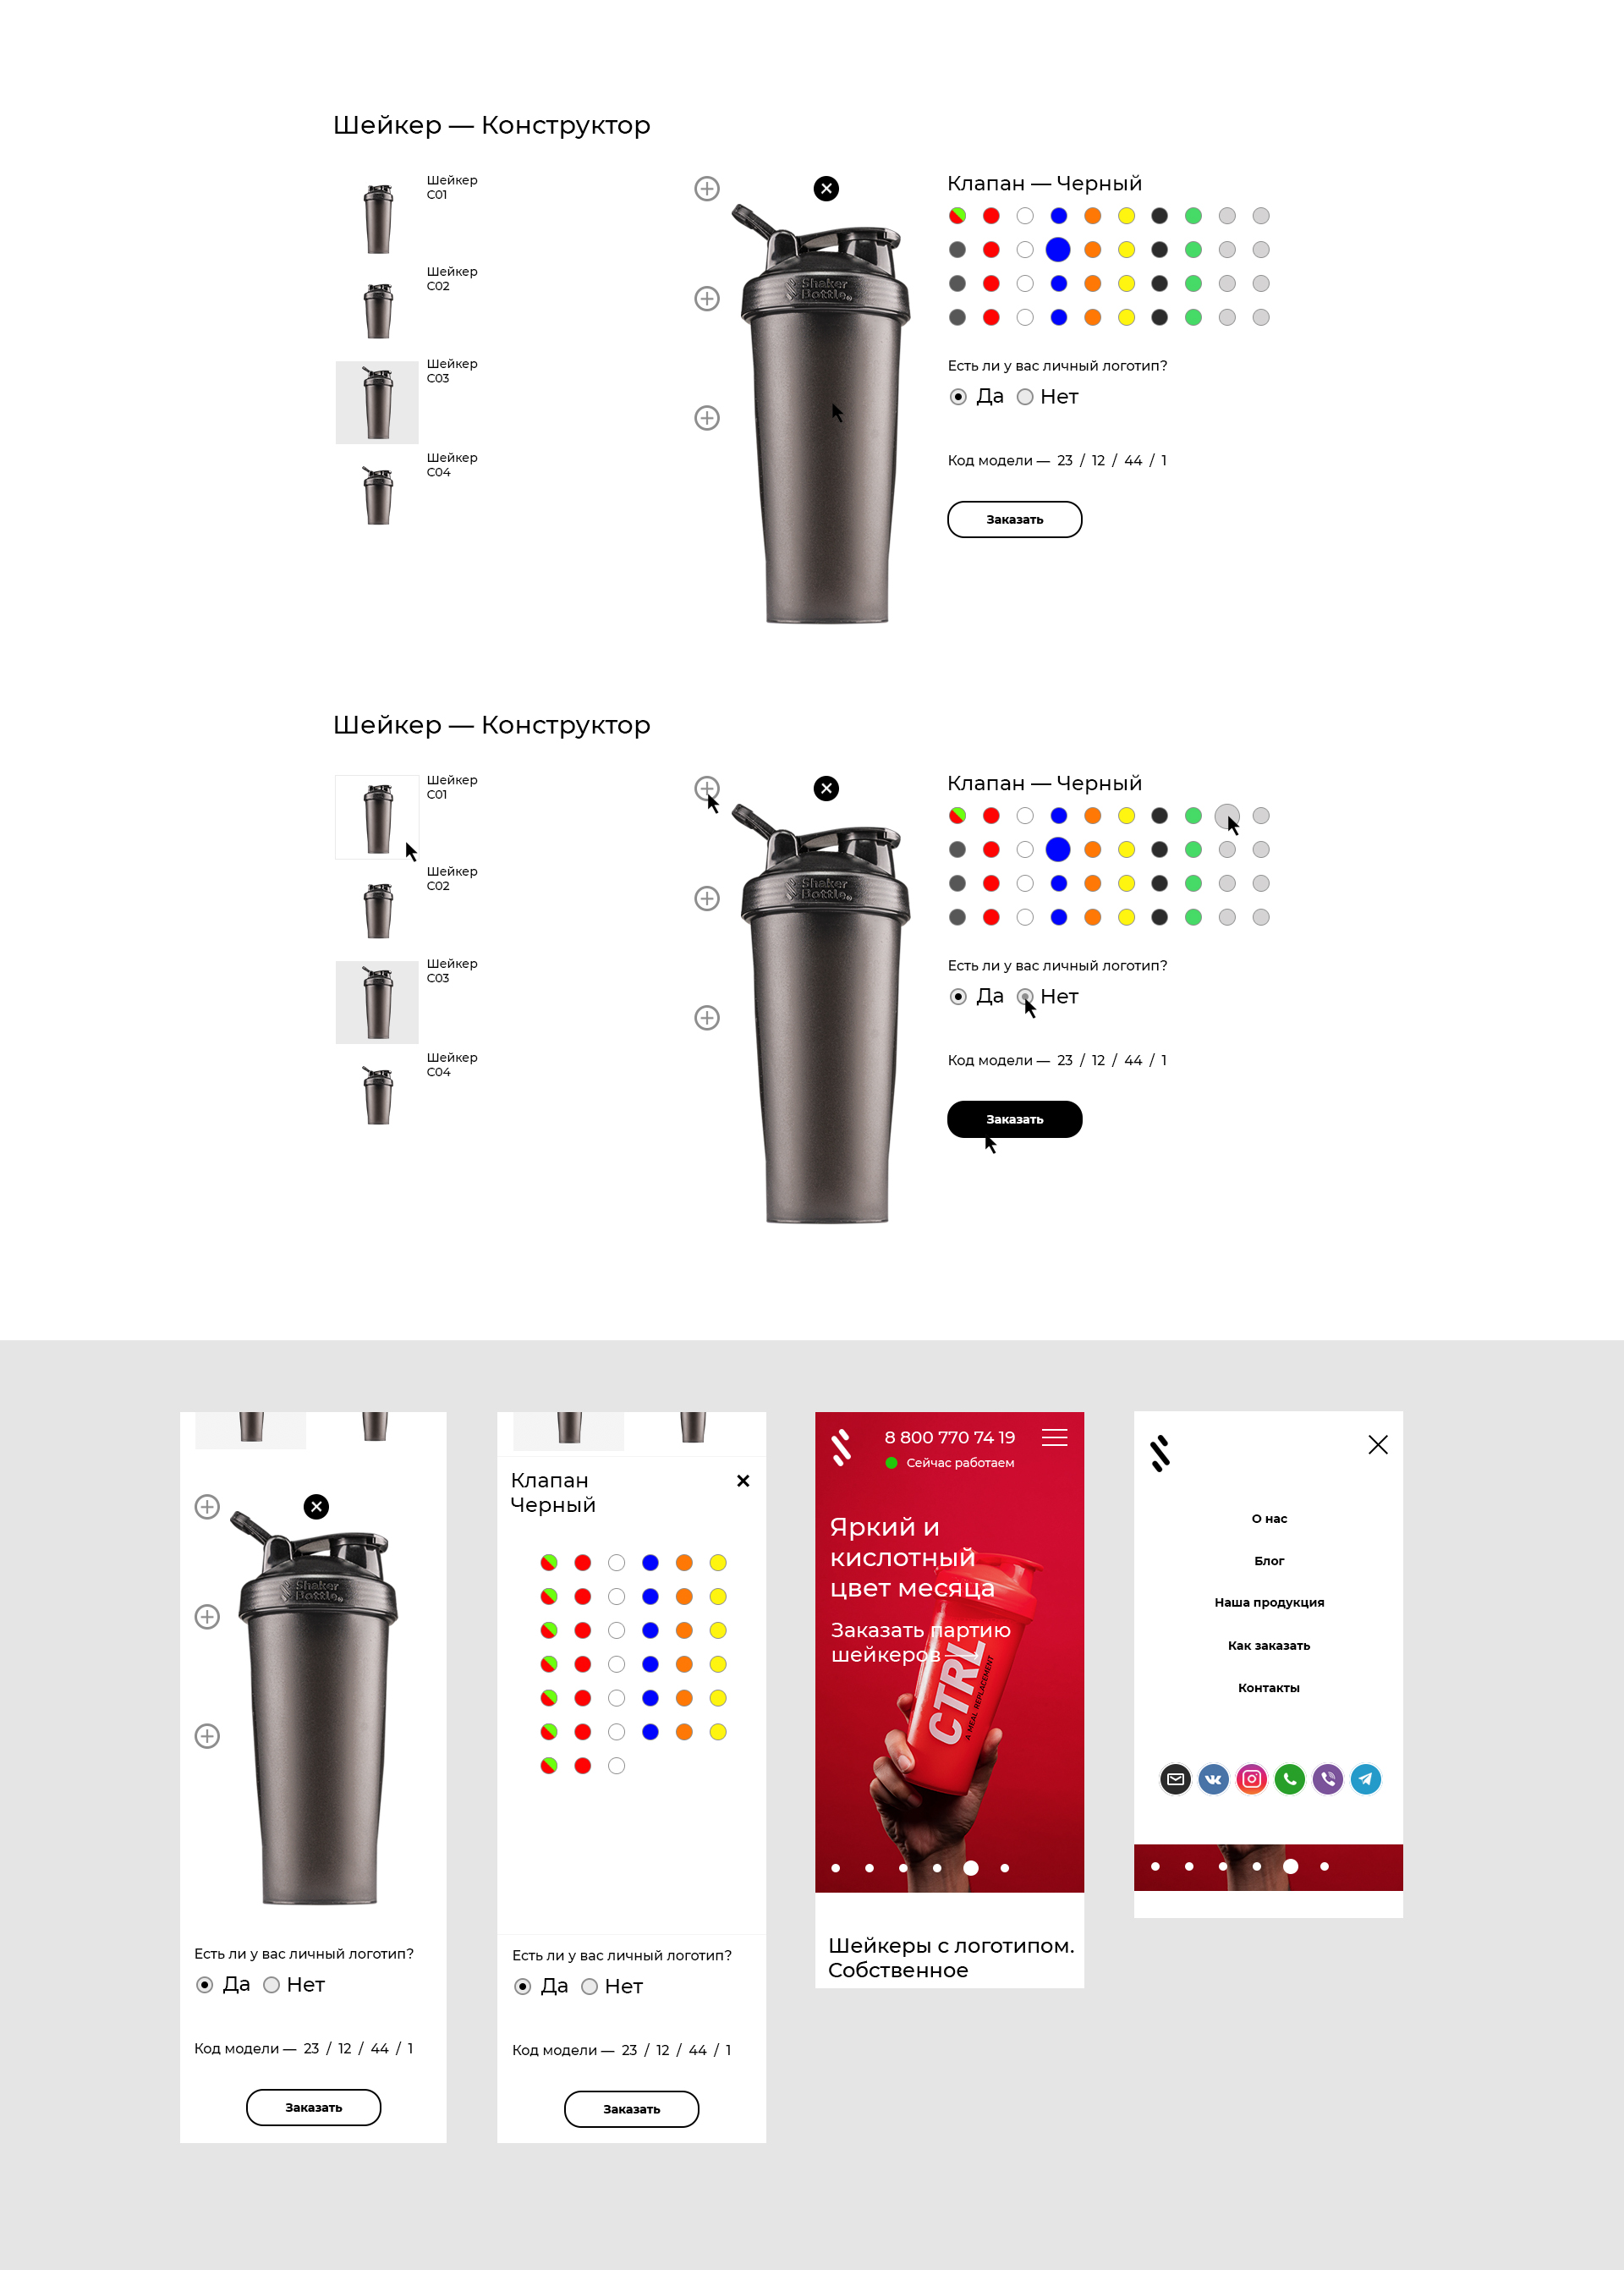 Шейкер — Конструктор
Шейкер
C01
Шейкер
C02
Шейкер
C03
Шейкер
C04
Shaker
Bottle®
Клапан — Черный
Есть ли у вас личный логотип?
Да Нет
Код модели — 23 / 12 / 44 / 1
Заказать
Шейкер — Конструктор
Шейкер
C01
Шейкер
C02
Шейкер
C03
Шейкер
C04
Shaker
Bottle®
Клапан — Черный
Есть ли у вас личный логотип?
Да Нет
Код модели — 23 / 12 / 44 / 1
Заказать
Shaker
Bottle®
Есть ли у вас личный логотип?
Да Нет
Код модели — 23 / 12 / 44 / 1
Заказать
Клапан
Черный
Есть ли у вас личный логотип?
Да Нет
Код модели — 23 / 12 / 44 / 1
Заказать
8 800 770 74 19
Сейчас работаем
Яркий и
кислотный
цвет месяца
Заказать партию
шейкеров —
CTRL
A MEAL REPLACEMENT
Шейкеры с логотипом.
Собственное
О нас
Блог
Наша продукция
Как заказать
Контакты